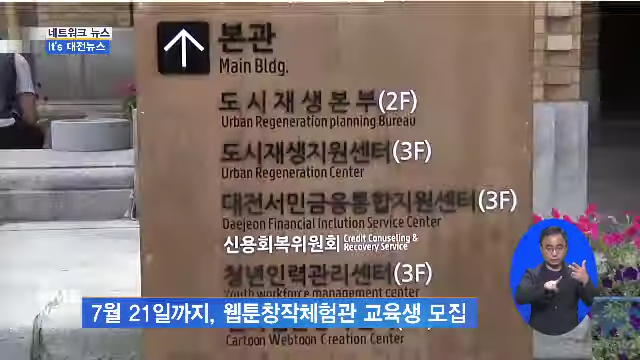 네트워크 뉴스
It's 대전뉴스
본관
Main Bldg.
도시재생본부(2F)
Urban Regeneration planning Bureau
도시재생지원센터(3F)
Urban Regeneration Center
대전서민금융통합지원센터(3F)
Daejeon Financial Inclution Service Center
신용회복위원회 Credit Conuseling & Recovery Service
청년인력관리센터(3F)
Youth workforce management center
7월 21일까지, 웹툰창작체험관 교육생 모집
Cartoon Webtoon Creation Center